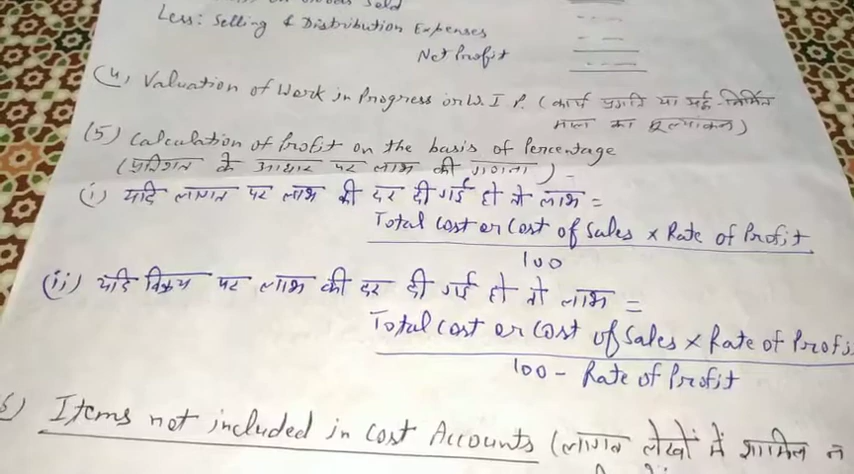 Sold
Less: Selling & Distribution Expenses
Net Profit
(4) Valuation of Work in Progress or W. I. P. (कार्य प्रगति या अर्द्ध-निर्मित
माल का मूल्यांकन)
(5) Calculation of Profit on the basis of Percentage
(प्रतिशत के आधार पर लाभ की गणना) -
(i) यदि लागत पर लाभ की दर दी गई हो तो लाभ =
Total Cost or Cost of Sales × Rate of Profit
100
(ii) यदि विक्रय पर लाभ की दर दी गई हो तो लाभ =
Total Cost or Cost of Sales × Rate of Profi
100 - Rate of Profit
6) Items not included in Cost Accounts (लागत लेखों में शामिल न